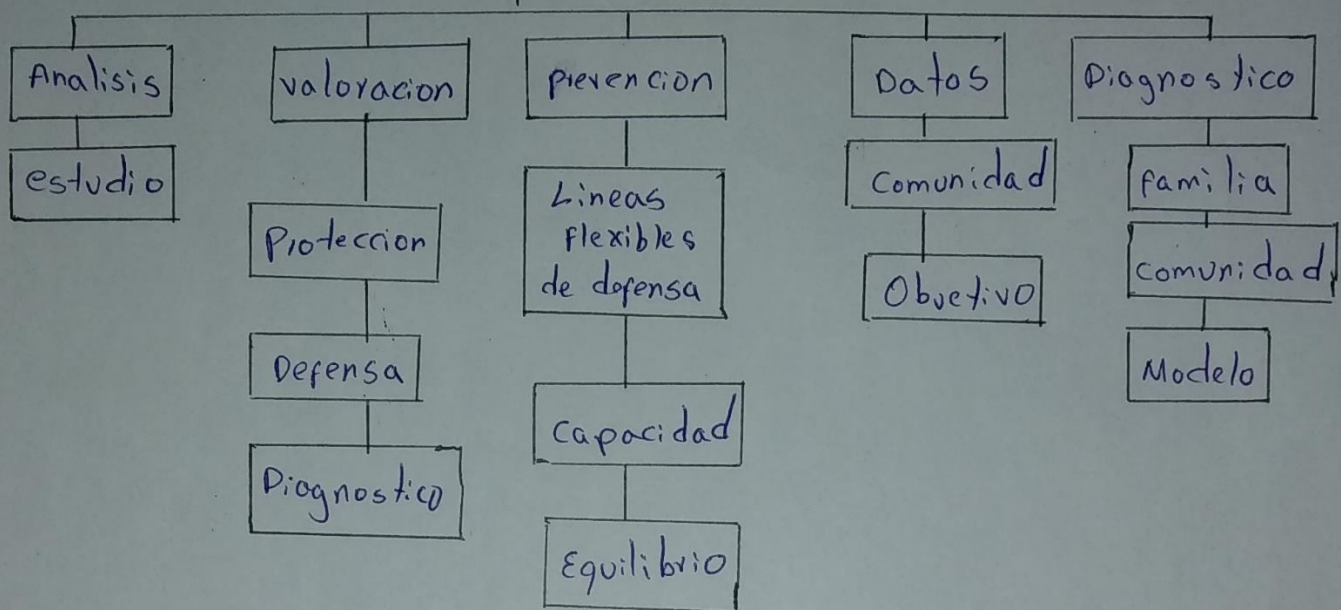 Analisis
estudio
valoracion
Proteccion
Defensa
Diagnostico
prevencion
Lineas
flexibles
de defensa
capacidad
Equilibrio
Datos
Comunidad
Obvetivo
Diagnostico
familia
comunidad
Modelo